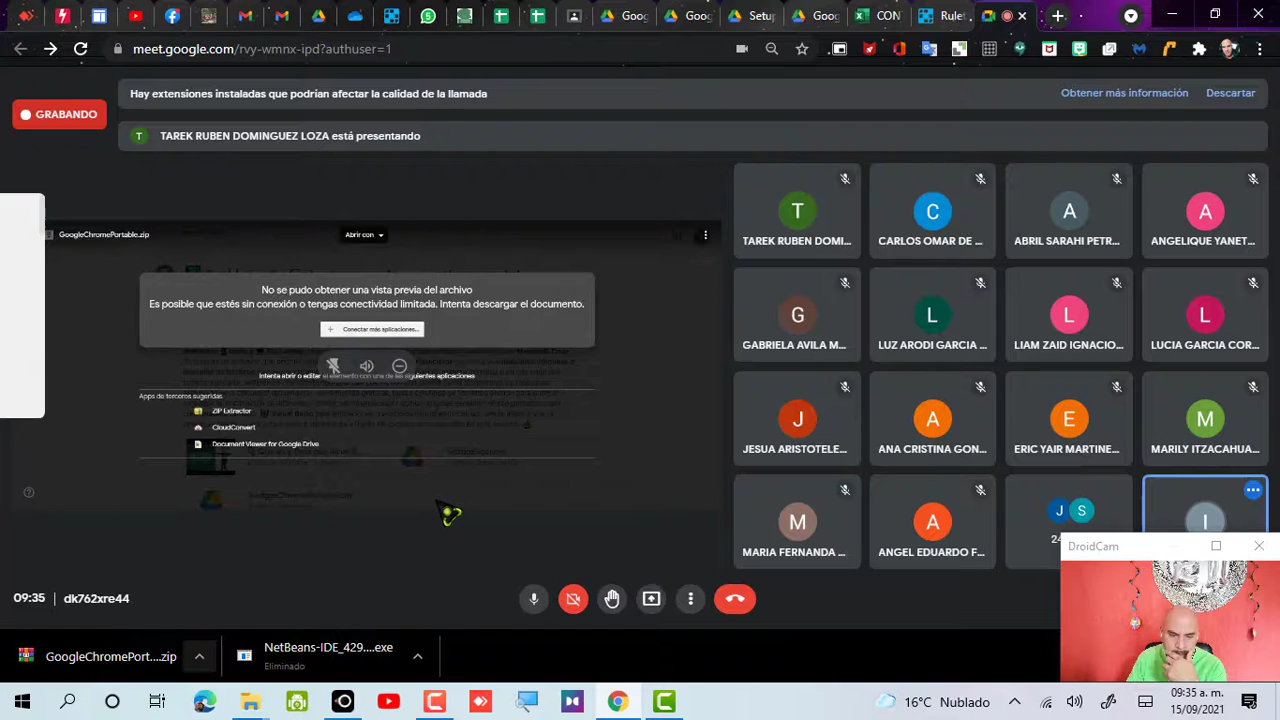 Goo
Goo
Setup
Goo
CON
Rulet
meet.google.com/rvy-wmnx-ipd?authuser=1
Hay extensiones instaladas que podrían afectar la calidad de la llamada
Obtener más información
Descartar
GRABANDO
T
TAREK RUBEN DOMINGUEZ LOZA está presentando
GoogleChromePortable.zip
Abrir con
No se pudo obtener una vista previa del archivo
Es posible que estés sin conexión o tengas conectividad limitada. Intenta descargar el documento.
Conectar más aplicaciones...
Intenta abrir o editar el elemento con una de las siguientes aplicaciones
Apps de terceros sugeridas
ZIP Extractor
CloudConvert
Document Viewer for Google Drive
T
TAREK RUBEN DOMI...
C
CARLOS OMAR DE ...
A
ABRIL SARAHI PETR...
A
ANGELIQUE YANET...
G
GABRIELA AVILA M...
L
LUZ ARODI GARCIA ...
L
LIAM ZAID IGNACIO...
L
LUCIA GARCIA COR...
J
JESUA ARISTOTELE...
A
ANA CRISTINA GON...
E
ERIC YAIR MARTINE...
M
MARILY ITZACAHUA...
M
MARIA FERNANDA ...
A
ANGEL EDUARDO F...
J S
I
DroidCam
09:35 | dk762xre44
GoogleChromePort....zip
NetBeans-IDE_429....exe
Eliminado
16°C Nublado
09:35 a. m.
15/09/2021